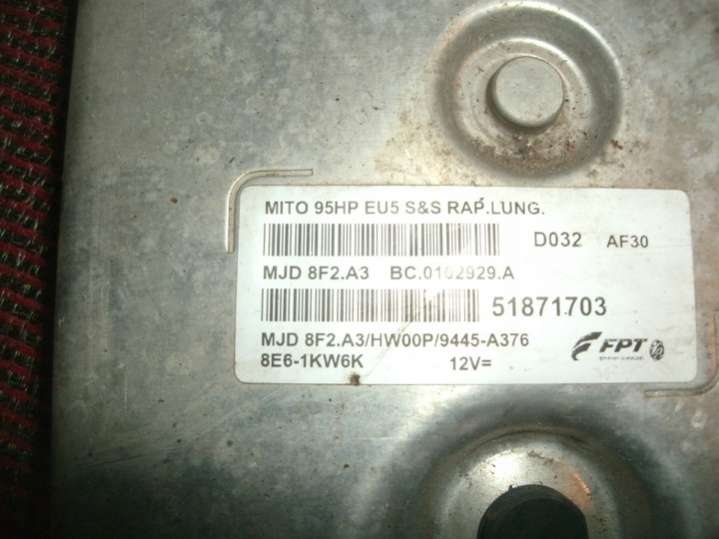 MITO 95HP EU5 S&S RAP.LUNG.
D032 AF30
MJD 8F2.A3 BC.0102929.A
51871703
MJD 8F2.A3/HW00P/9445-A376
8E6-1KW6K 12V=
FPT